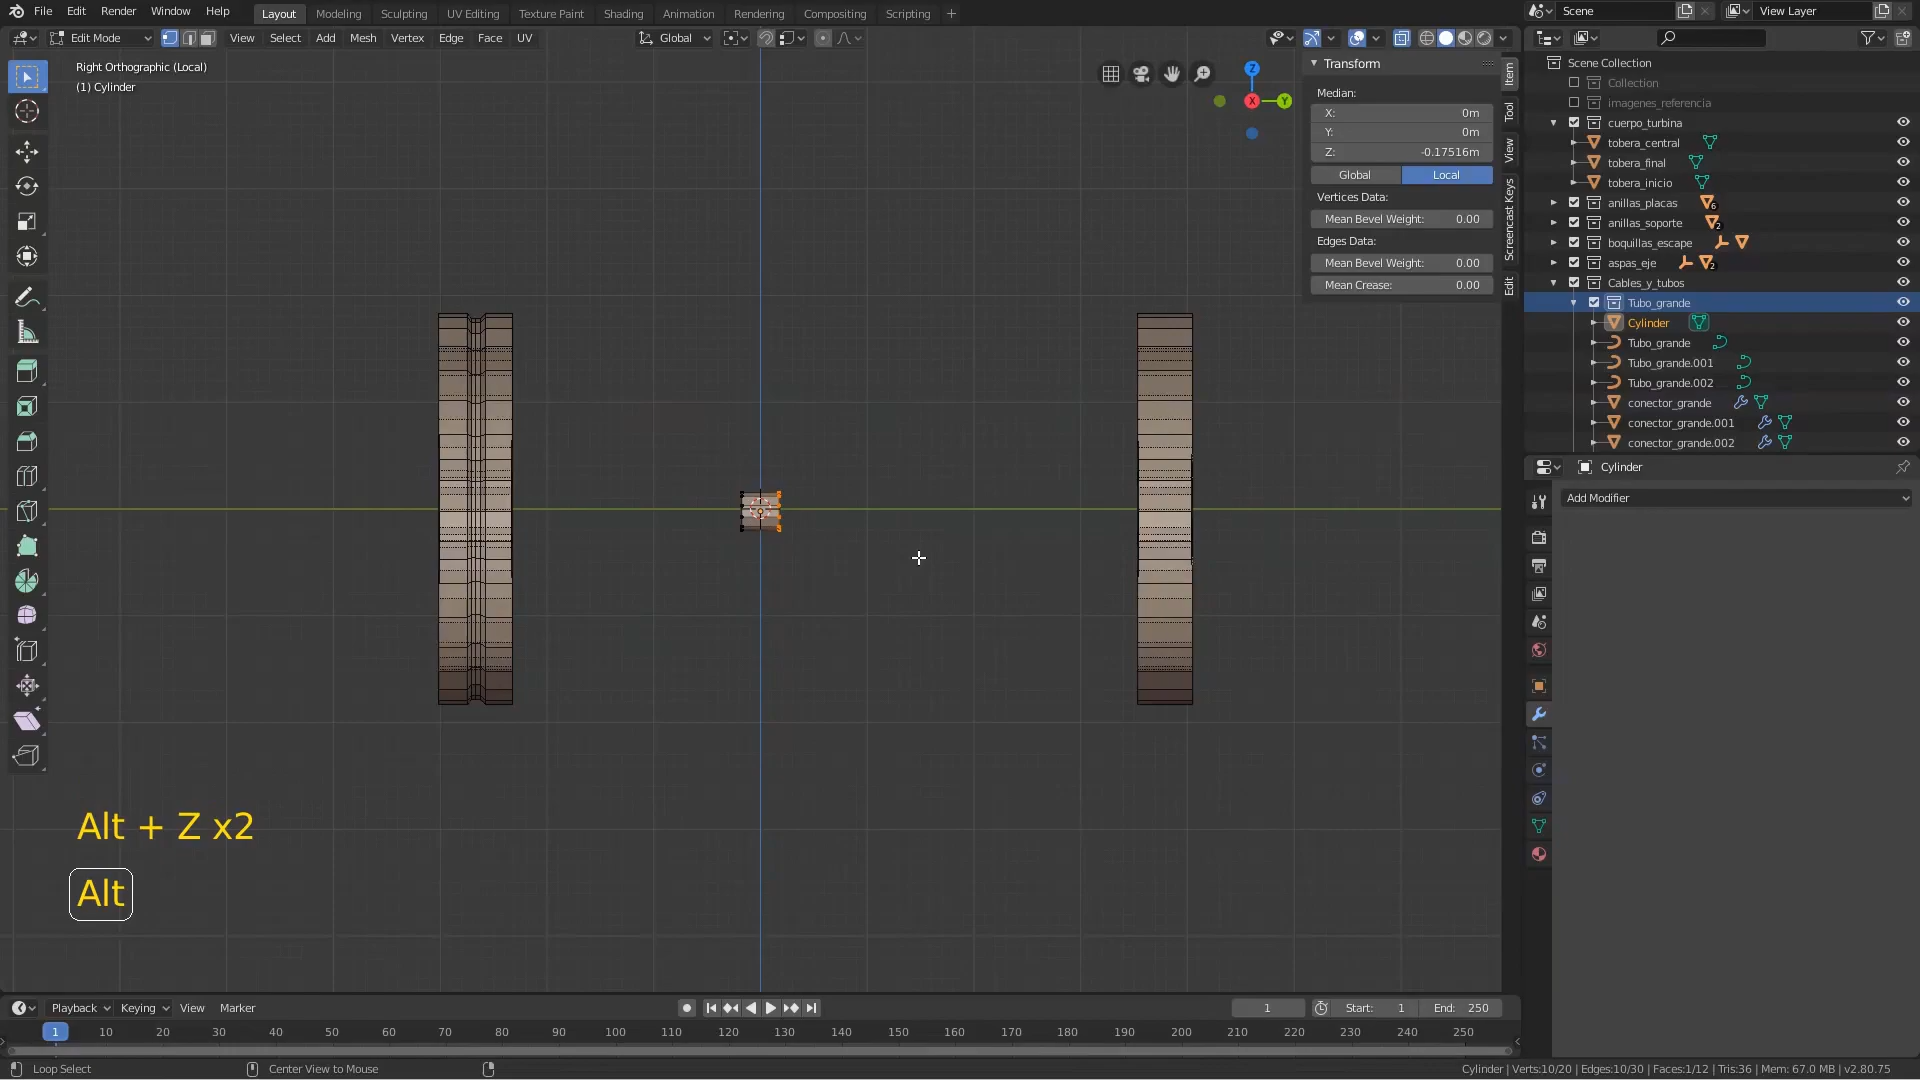 File Edit Render Window Help Layout Modeling Sculpting UV Editing Texture Paint Shading Animation Rendering Compositing Scripting + Scene View Layer
Edit Mode View Select Add Mesh Vertex Edge Face UV Global
Right Orthographic (Local)
(1) Cylinder
Z
Y
X
Transform
Median:
X: 0m
Y: 0m
Z: -0.17516m
Global Local
Vertices Data:
Mean Bevel Weight: 0.00
Edges Data:
Mean Bevel Weight: 0.00
Mean Crease: 0.00
Item
Tool
View
Screencast Keys
Edit
Scene Collection
Collection
imagenes_referencia
cuerpo_turbina
tobera_central
tobera_final
tobera_inicio
anillas_placas 6
anillas_soporte 2
boquillas_escape
aspas_eje 2
Cables_y_tubos
Tubo_grande
Cylinder
Tubo_grande
Tubo_grande.001
Tubo_grande.002
conector_grande
conector_grande.001
conector_grande.002
Cylinder
Add Modifier
Alt + Z x2
Alt
Playback Keying View Marker 1 Start: 1 End: 250
1 10 20 30 40 50 60 70 80 90 100 110 120 130 140 150 160 170 180 190 200 210 220 230 240 250
Loop Select Center View to Mouse Cylinder | Verts:10/20 | Edges:10/30 | Faces:1/12 | Tris:36 | Mem: 67.0 MB | v2.80.75